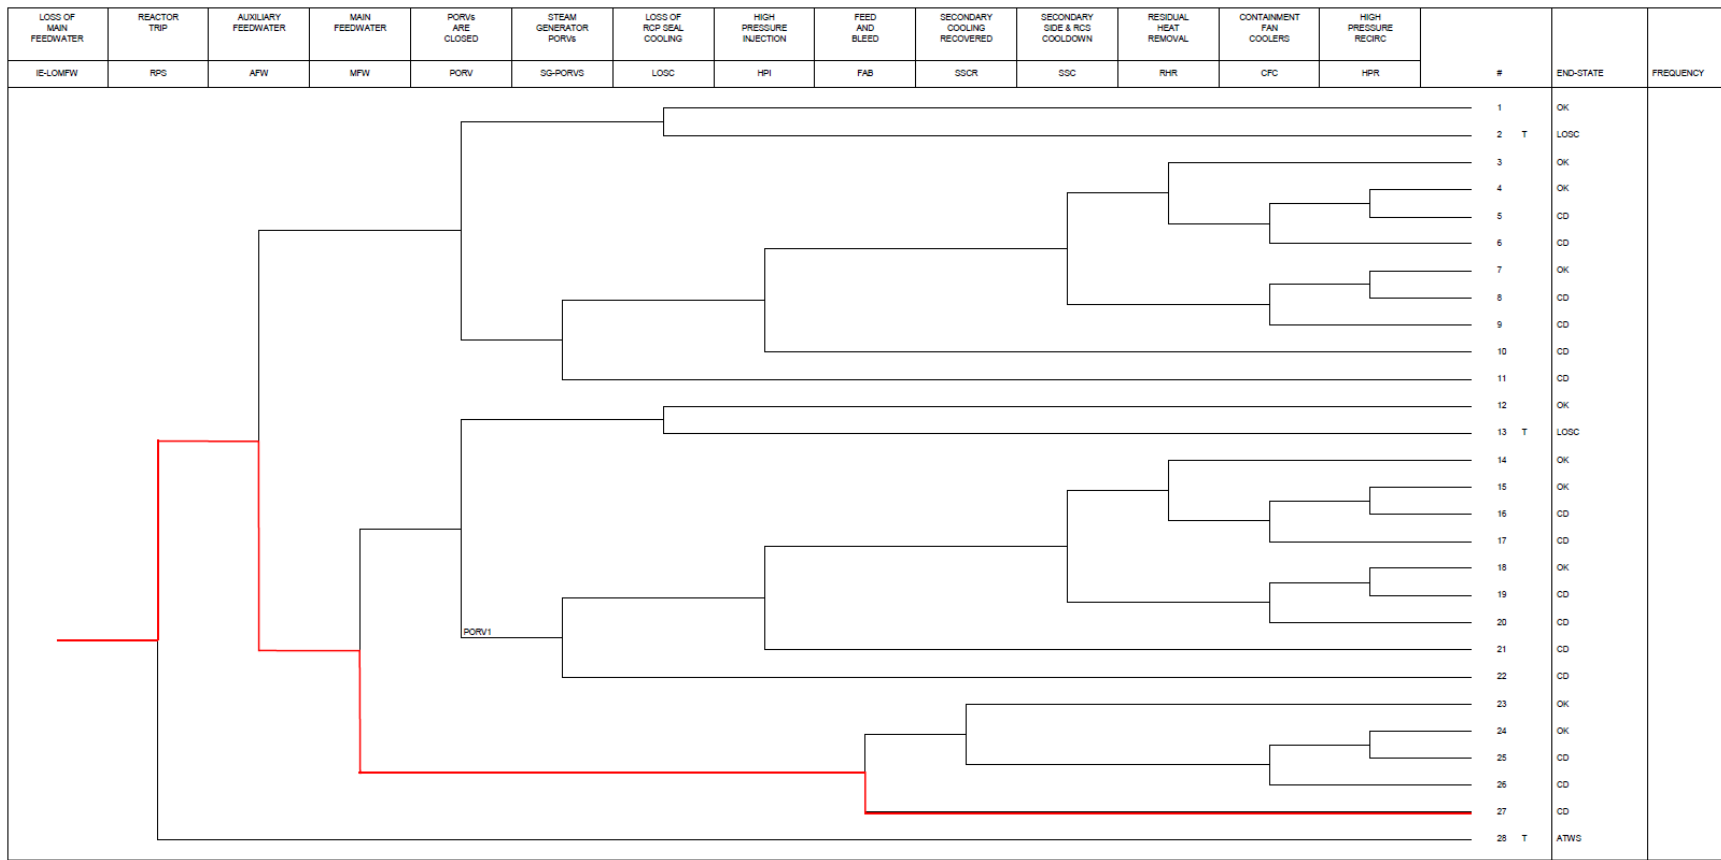 LOSS OF MAIN FEEDWATER
REACTOR TRIP
AUXILIARY FEEDWATER
MAIN FEEDWATER
PORVs ARE CLOSED
STEAM GENERATOR PORVs
LOSS OF RCP SEAL COOLING
HIGH PRESSURE INJECTION
FEED AND BLEED
SECONDARY COOLING RECOVERED
SECONDARY SIDE & RCS COOLDOWN
RESIDUAL HEAT REMOVAL
CONTAINMENT FAN COOLERS
HIGH PRESSURE RECIRC
IE-LOMFW RPS AFW MFW PORV SG-PORVS LOSC HPI FAB SSCR SSC RHR CFC HPR # END-STATE FREQUENCY
1 OK
2 T LOSC
3 OK
4 OK
5 CD
6 CD
7 OK
8 CD
9 CD
10 CD
11 CD
12 OK
13 T LOSC
14 OK
15 OK
16 CD
17 CD
18 OK
19 CD
20 CD
PORV1
21 CD
22 CD
23 OK
24 OK
25 CD
26 CD
27 CD
28 T ATWS